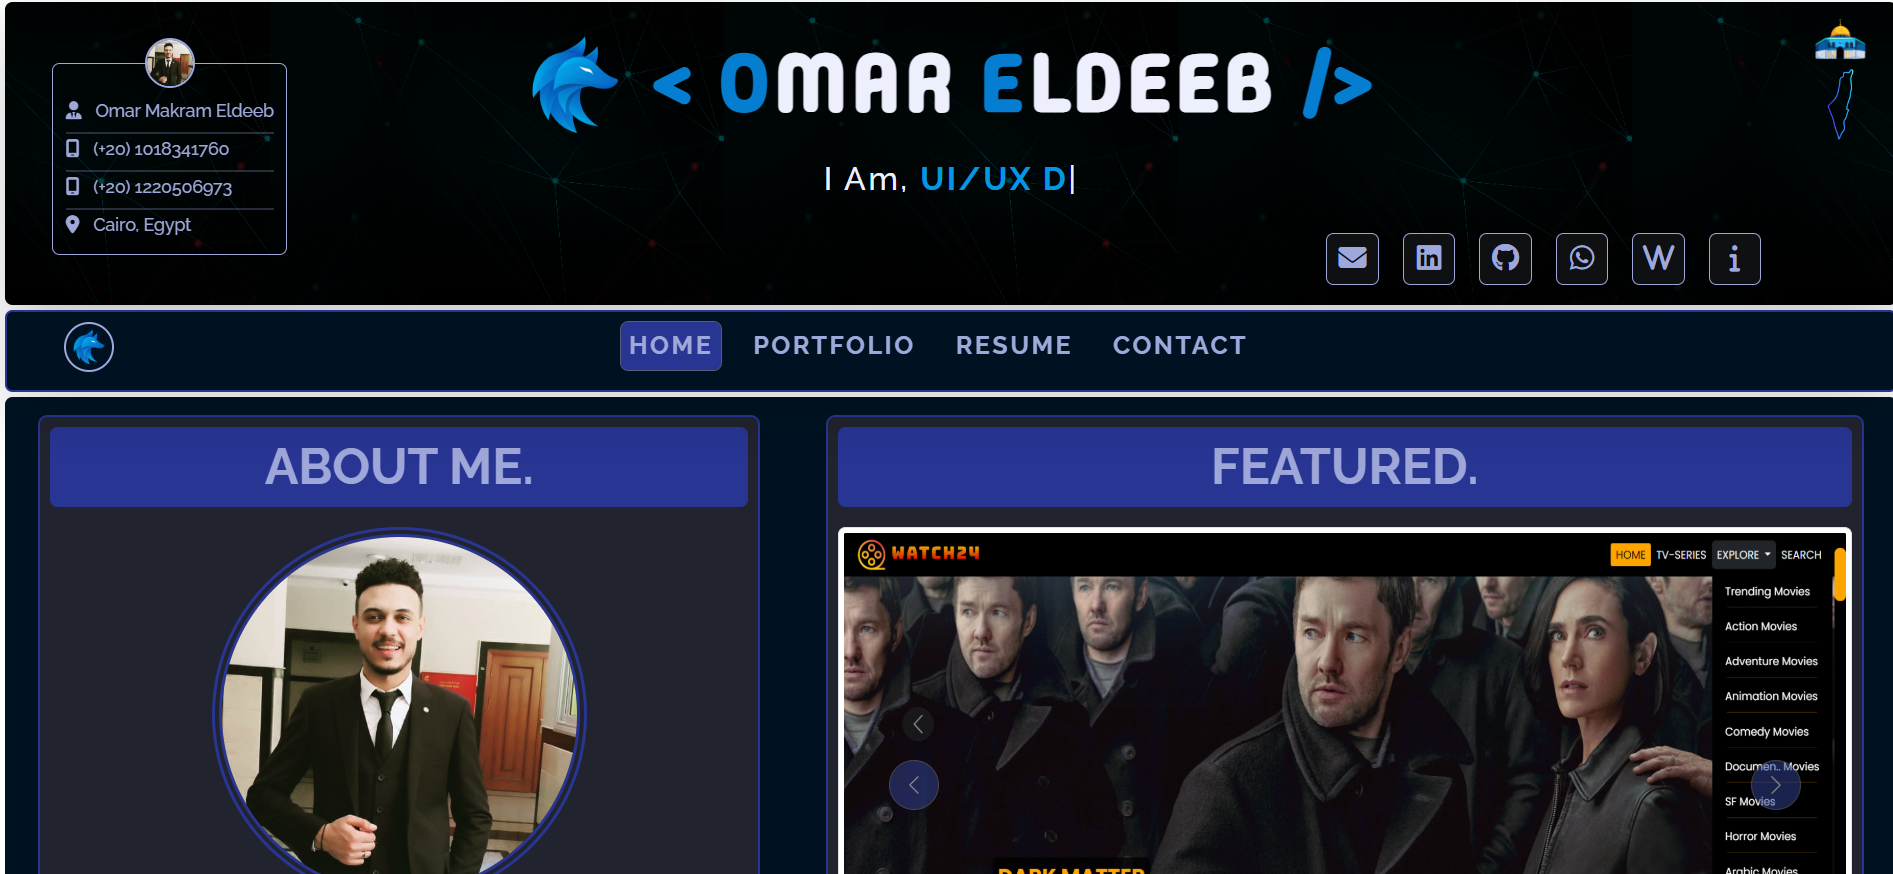 < OMAR ELDEEB />
Omar Makram Eldeeb
(+20) 1018341760
(+20) 1220506973
Cairo, Egypt
I Am, UI/UX D|
W
i
HOME PORTFOLIO RESUME CONTACT
ABOUT ME.
FEATURED.
WATCH24
HOME TV-SERIES EXPLORE SEARCH
Trending Movies
Action Movies
Adventure Movies
Animation Movies
Comedy Movies
Documen.. Movies
SF Movies
Horror Movies
Arabic Movies
DARK MATTER